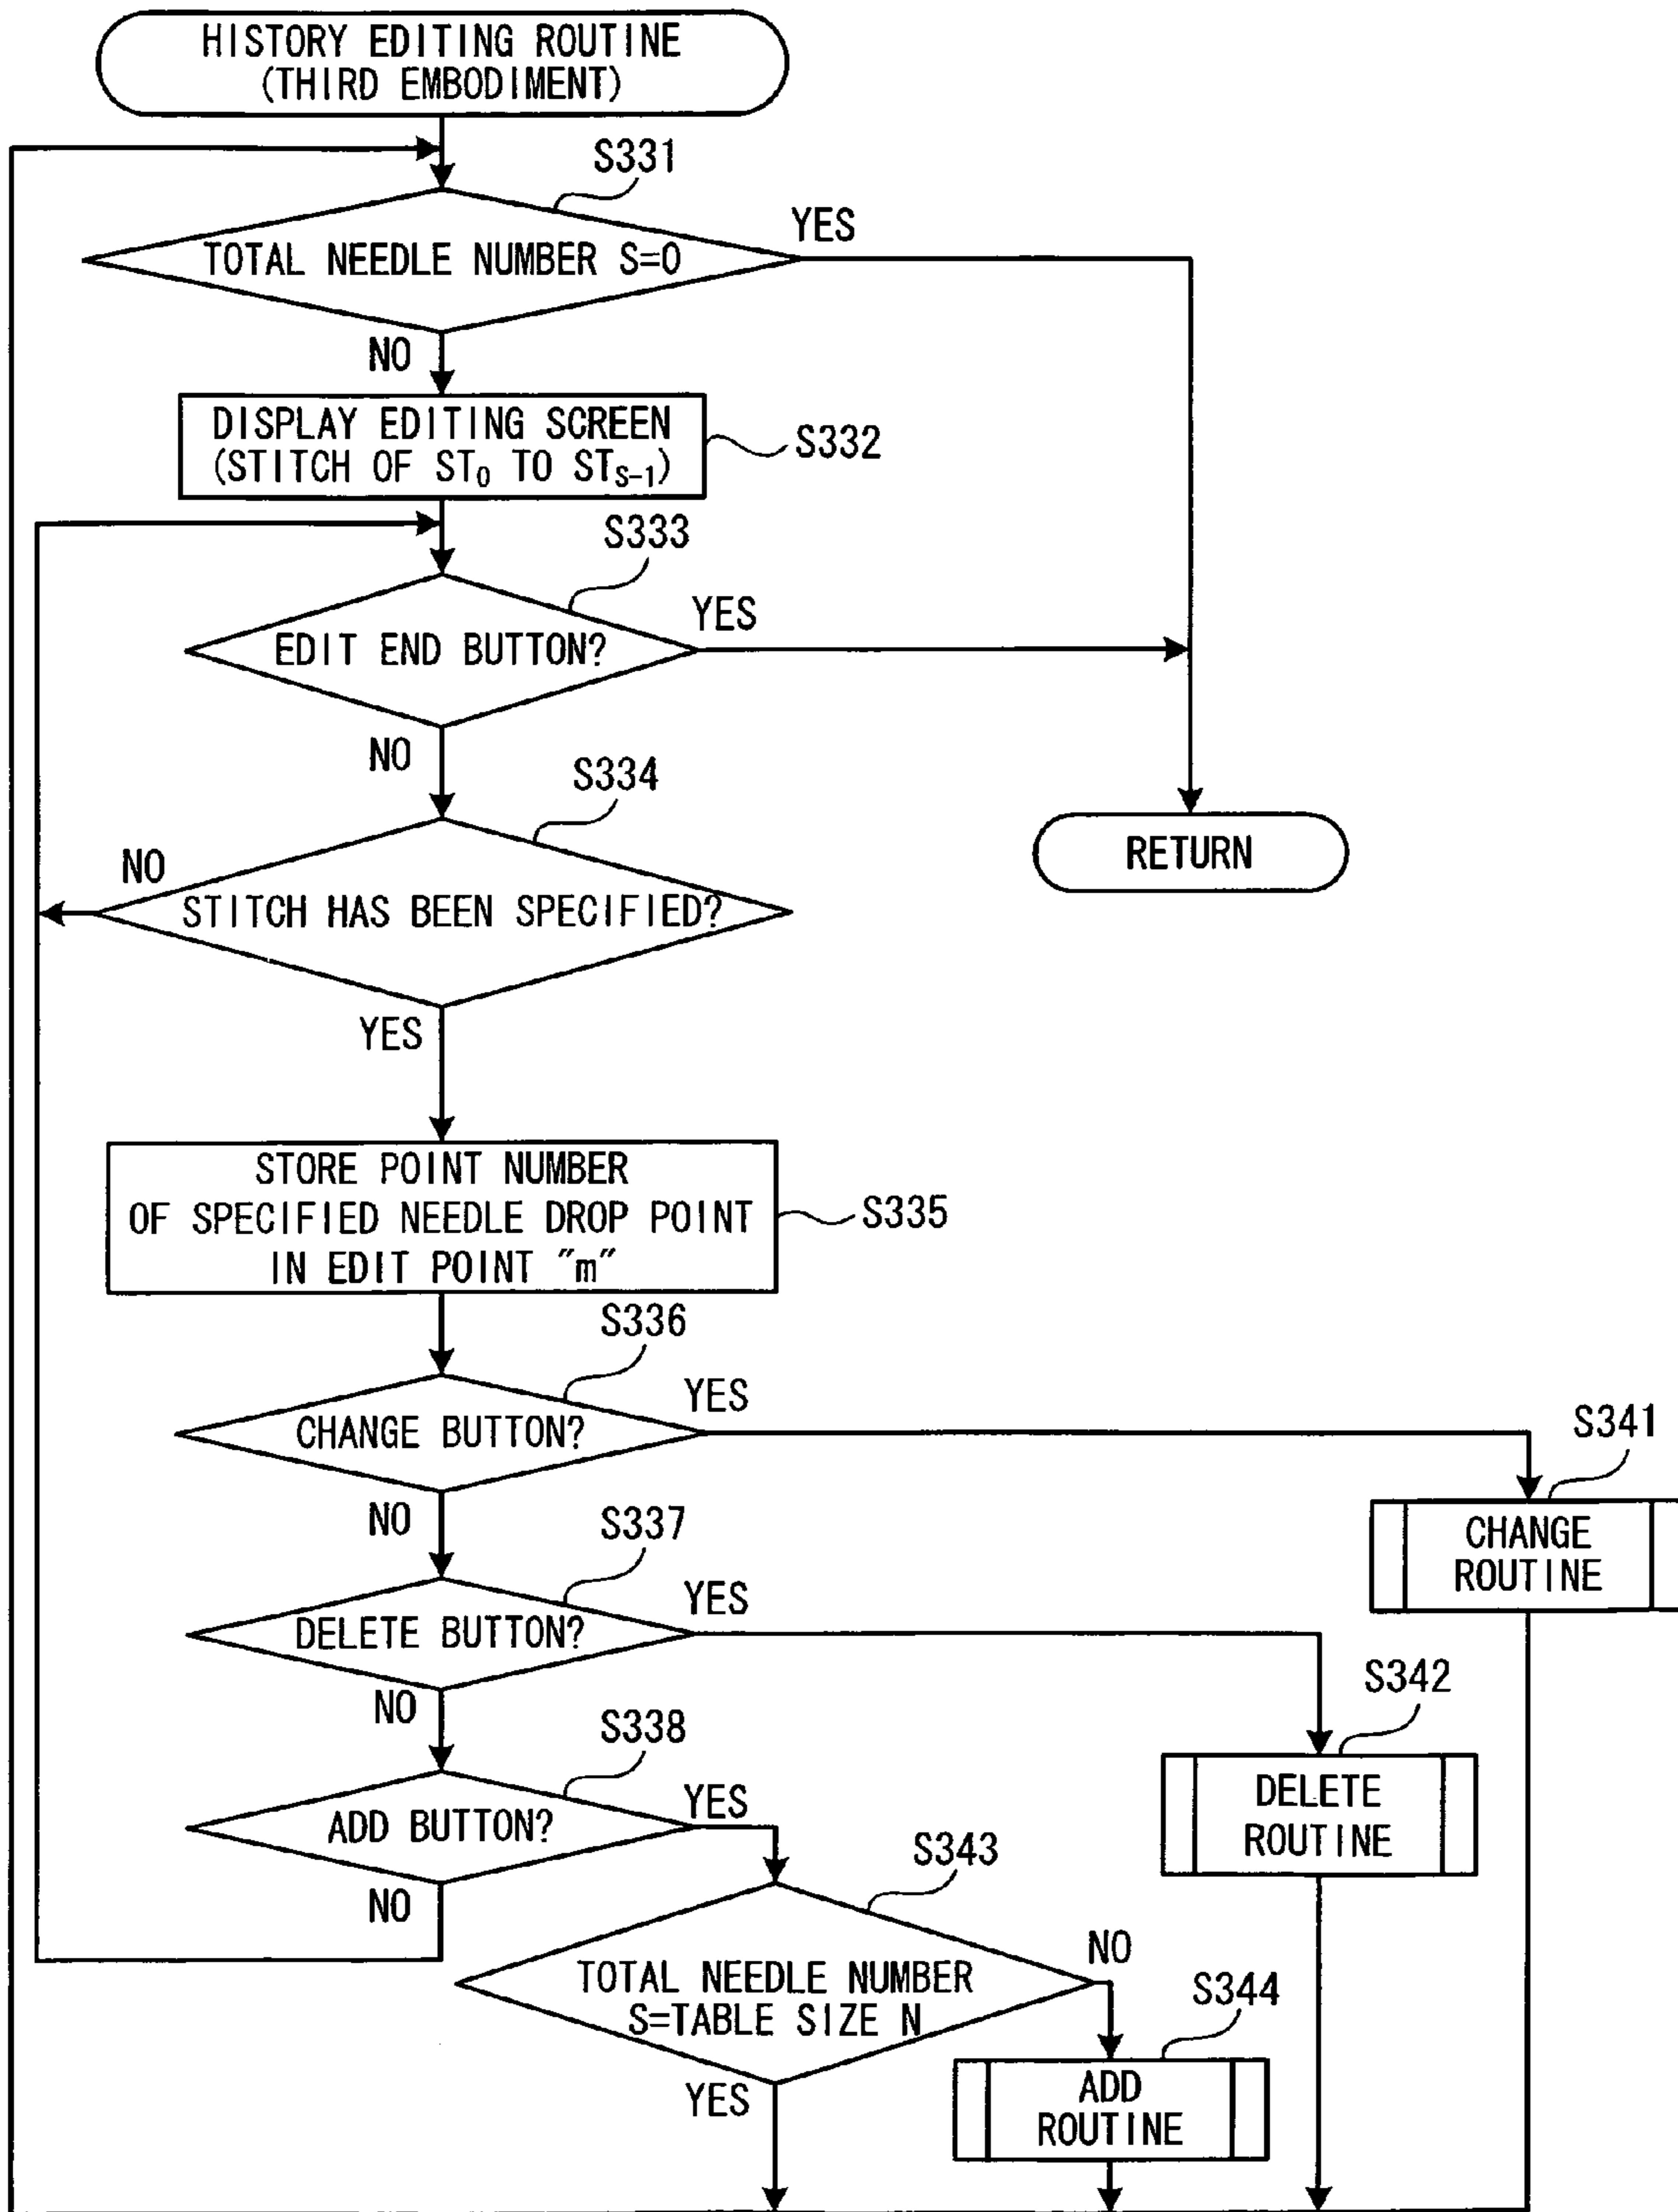 HISTORY EDITING ROUTINE
(THIRD EMBODIMENT)
S331
TOTAL NEEDLE NUMBER S=0
YES
NO
DISPLAY EDITING SCREEN
(STITCH OF ST₀ TO ST_S₋₁)
S332
S333
EDIT END BUTTON?
YES
NO
S334
NO
STITCH HAS BEEN SPECIFIED?
RETURN
YES
STORE POINT NUMBER
OF SPECIFIED NEEDLE DROP POINT
IN EDIT POINT "m"
S335
S336
CHANGE BUTTON?
YES
NO
S341
CHANGE
ROUTINE
S337
DELETE BUTTON?
YES
NO
S342
DELETE
ROUTINE
S338
ADD BUTTON?
YES
NO
S343
TOTAL NEEDLE NUMBER
S=TABLE SIZE N
NO
YES
S344
ADD
ROUTINE